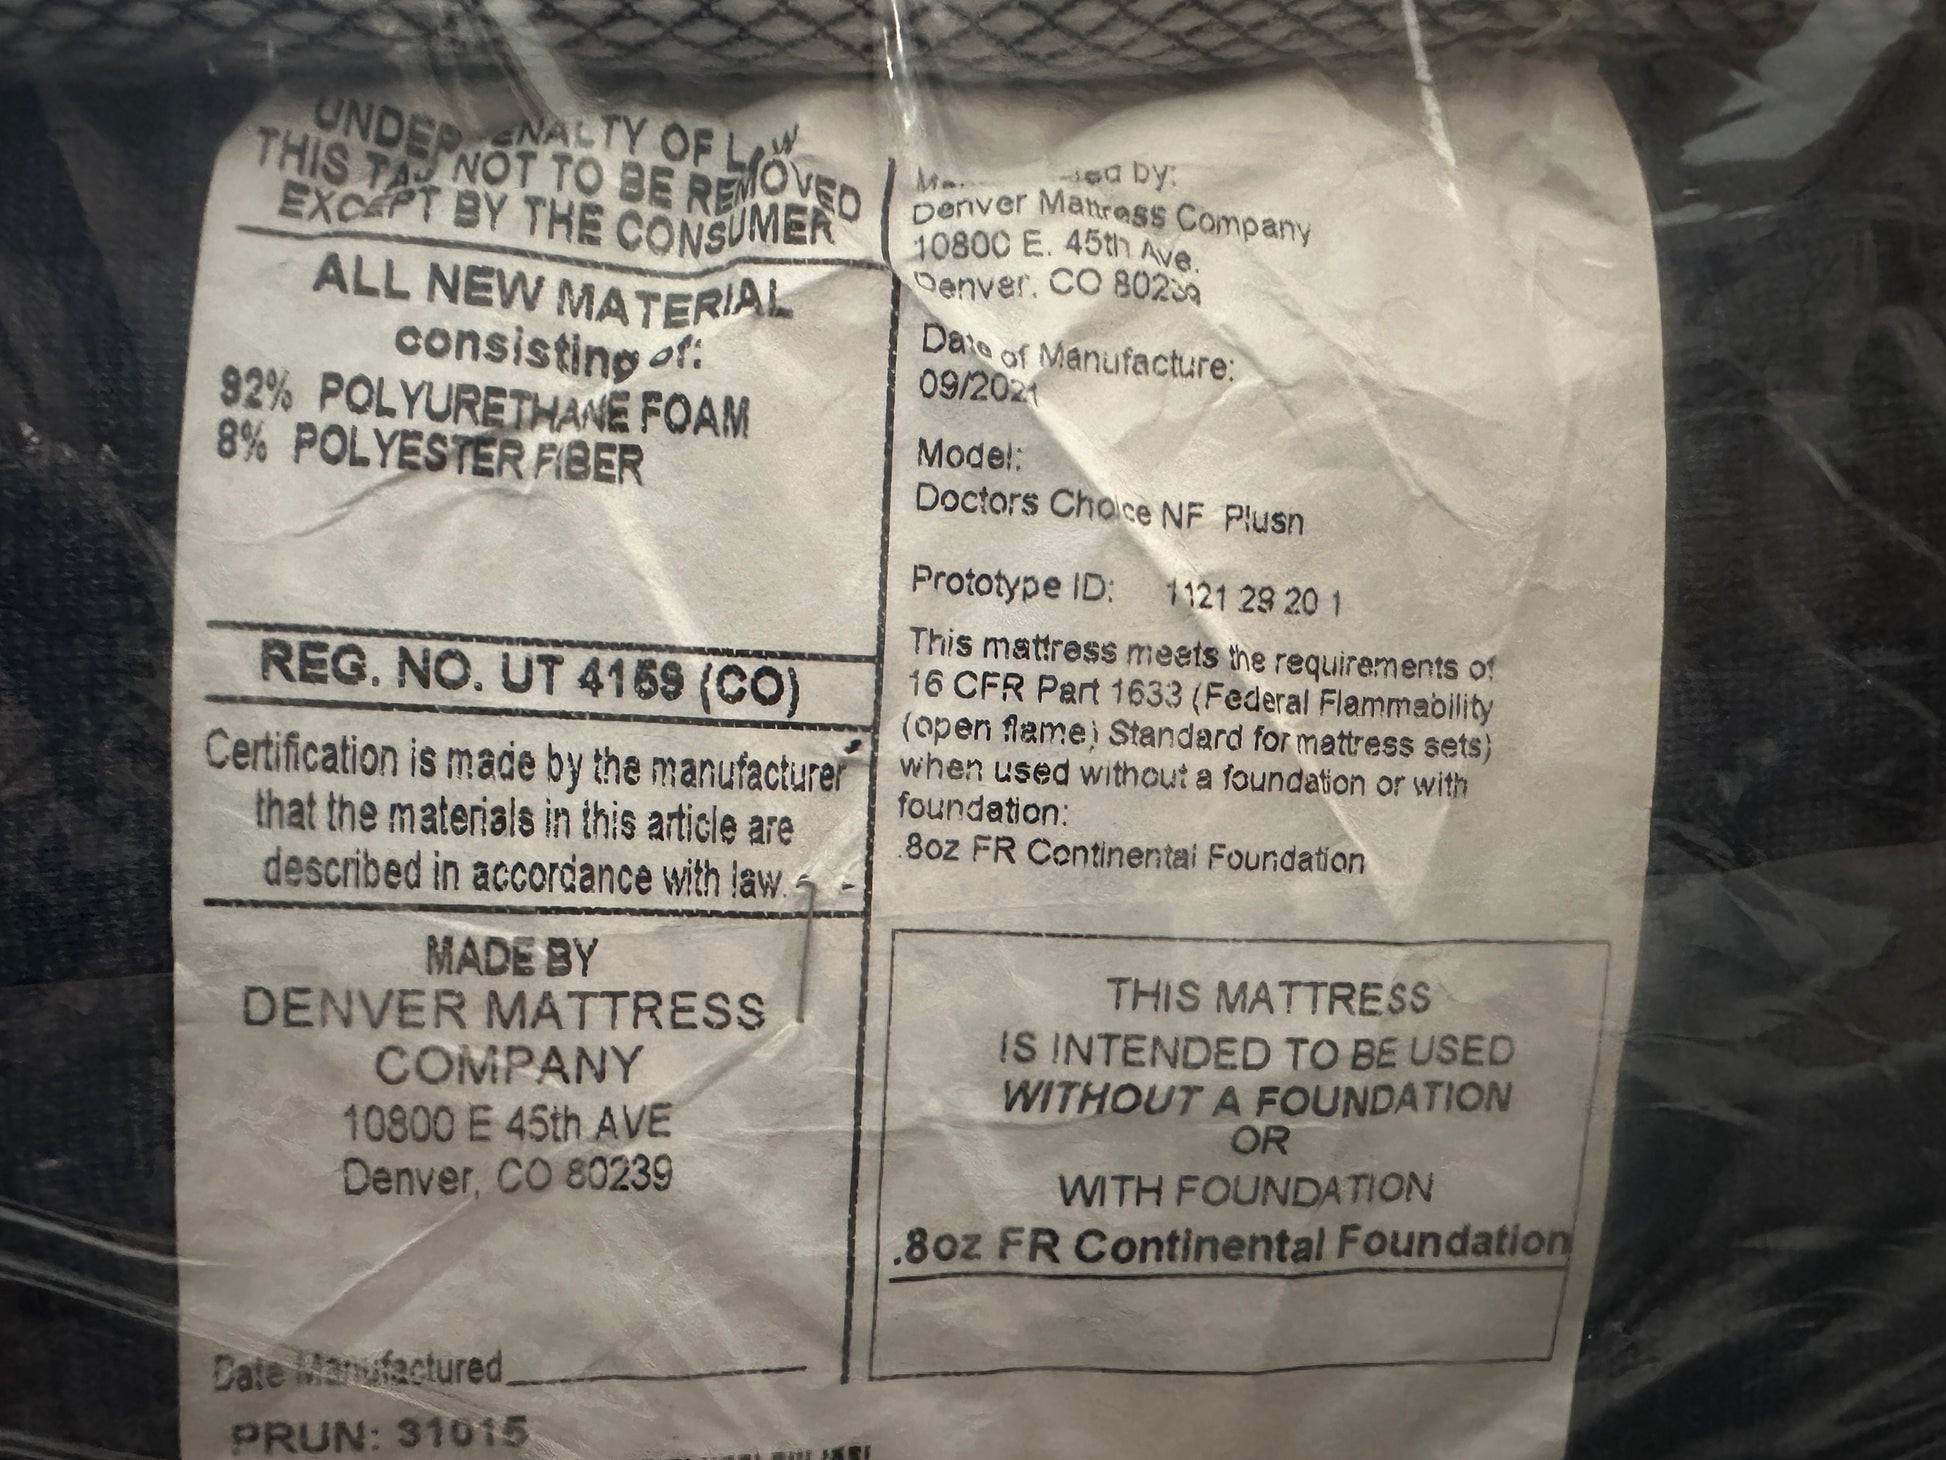 UNDER PENALTY OF LAW
THIS TAG NOT TO BE REMOVED
EXCEPT BY THE CONSUMER
ALL NEW MATERIAL
consisting of:
92% POLYURETHANE FOAM
8% POLYESTER FIBER
REG. NO. UT 4159 (CO)
Certification is made by the manufacturer
that the materials in this article are
described in accordance with law.
MADE BY
DENVER MATTRESS
COMPANY
10800 E 45th AVE
Denver, CO 80239
Date Manufactured
PRUN: 31015
by:
Denver Mattress Company
10800 E. 45th Ave.
Denver, CO 80239
Date of Manufacture:
09/2021
Model:
Doctors Choice NF Plush
Prototype ID: 1121 29 20 1
This mattress meets the requirements of
16 CFR Part 1633 (Federal Flammability
(open flame) Standard for mattress sets)
when used without a foundation or with
foundation:
.8oz FR Continental Foundation
THIS MATTRESS
IS INTENDED TO BE USED
WITHOUT A FOUNDATION
OR
WITH FOUNDATION
.8oz FR Continental Foundation